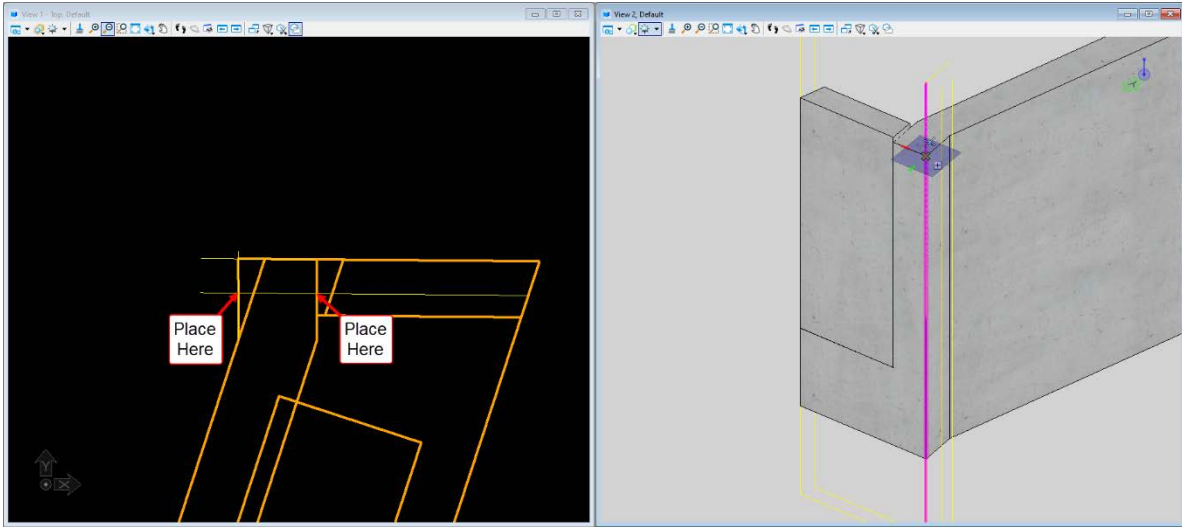 View 1 - Top, Default
View 2, Default
Place
Here
Place
Here
Y
X